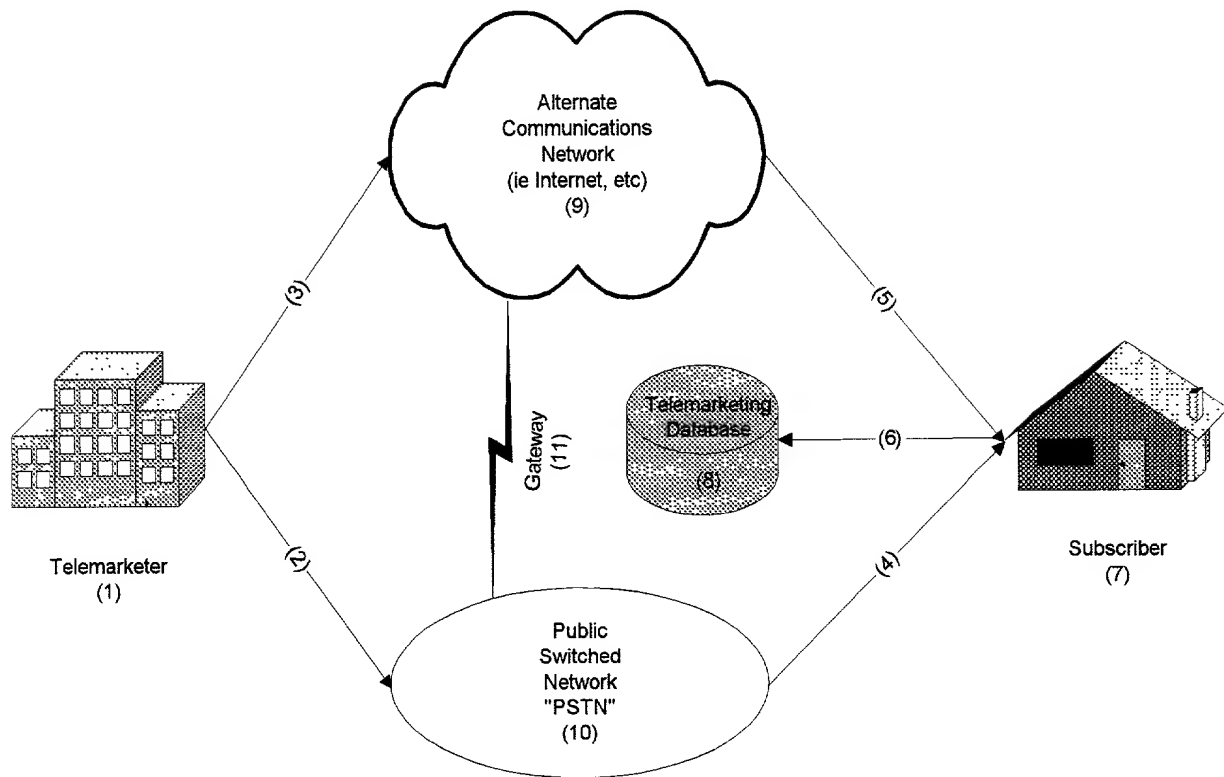 Alternate
Communications
Network
(ie Internet, etc)
(9)
(3)
(5)
Telemarketing
Database
(8)
(6)
Gateway
(11)
Telemarketer
(1)
(2)
(4)
Subscriber
(7)
Public
Switched
Network
"PSTN"
(10)